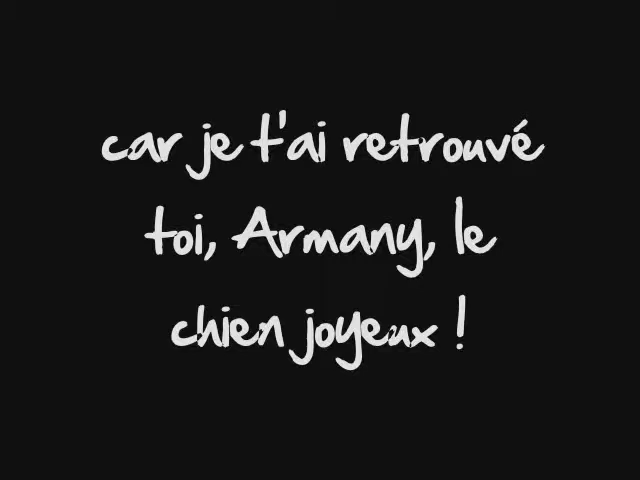 car je t'ai retrouvé
toi, Armany, le
chien joyeux !